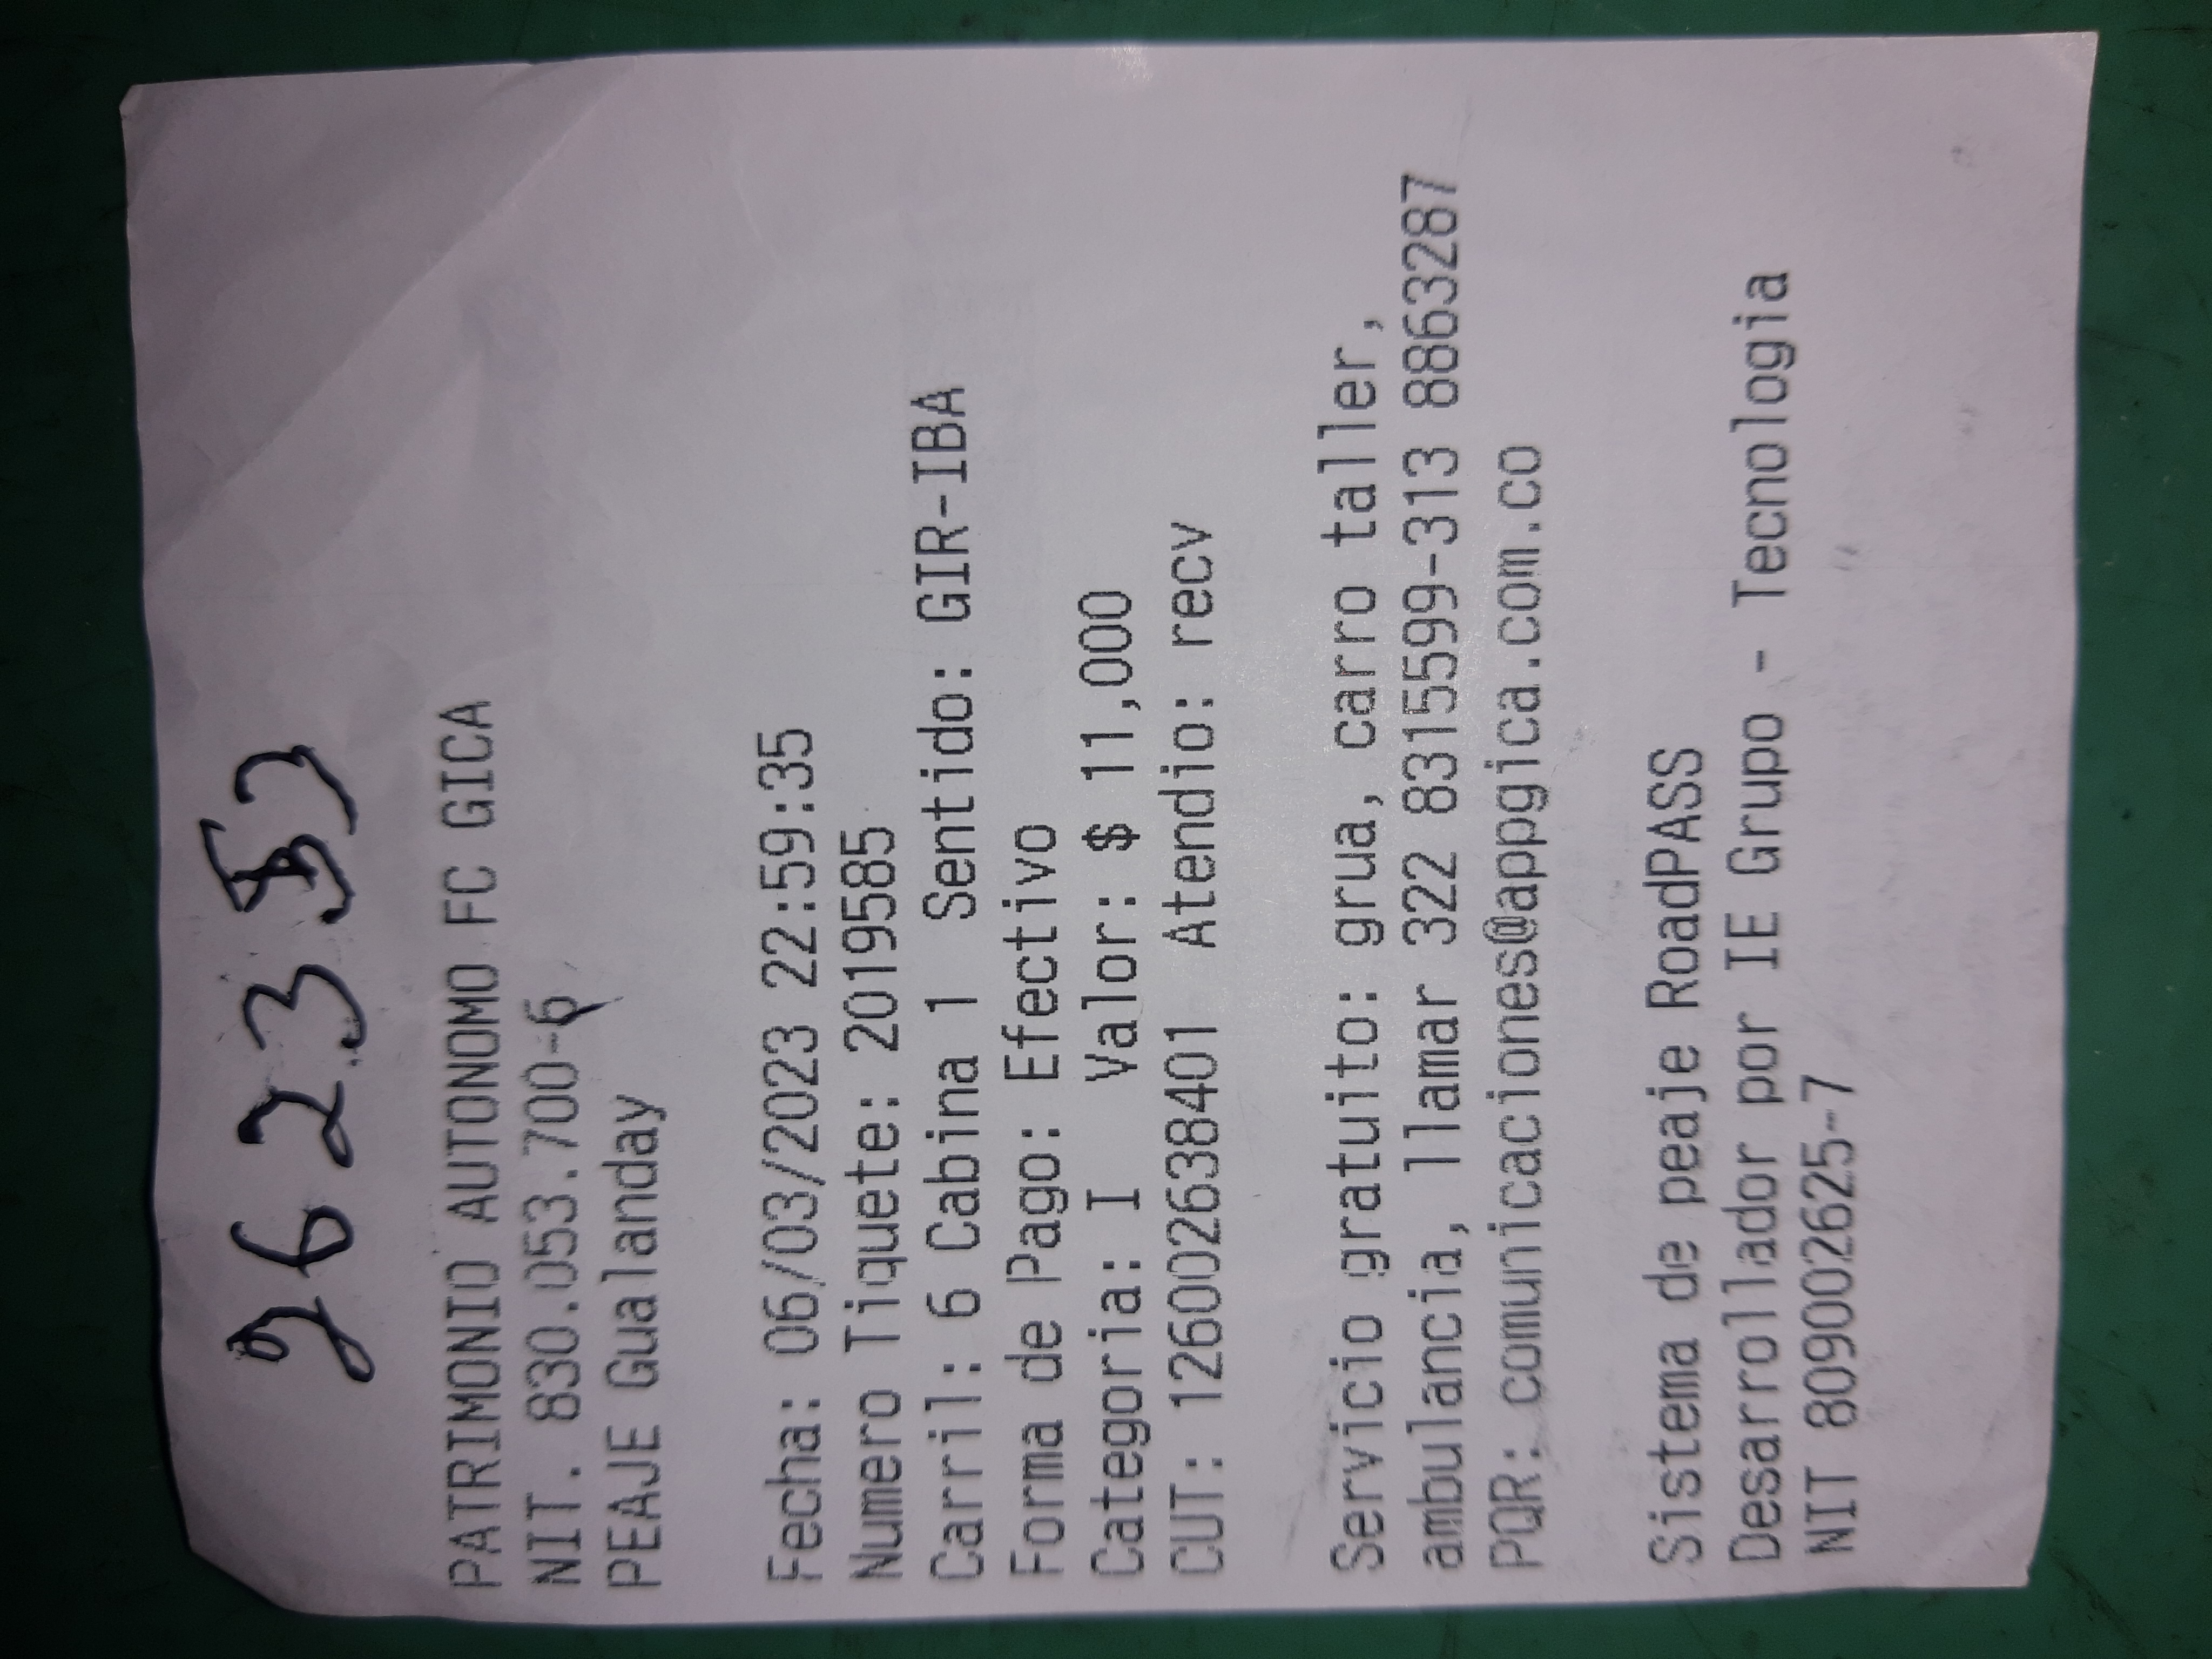 PATRIMONIO AUTONOMO FC GICA
NIT. 830.053.700-6
PEAJE Gualanday
Fecha: 06/03/2023 22:59:35
Numero Tiquete: 2019585
Carril: 6 Cabina 1 Sentido: GIR-IBA
Forma de Pago: Efectivo
Categoria: I Valor: $ 11,000
CUT: 126002638401 Atendio: recv
Servicio gratuito: grua, carro taller,
ambulancia, llamar 322 8315599-313 8863287
PQR: comunicaciones@appgica.com.co
Sistema de peaje RoadPASS
Desarrollador por IE Grupo - Tecnologia
NIT 809002625-7